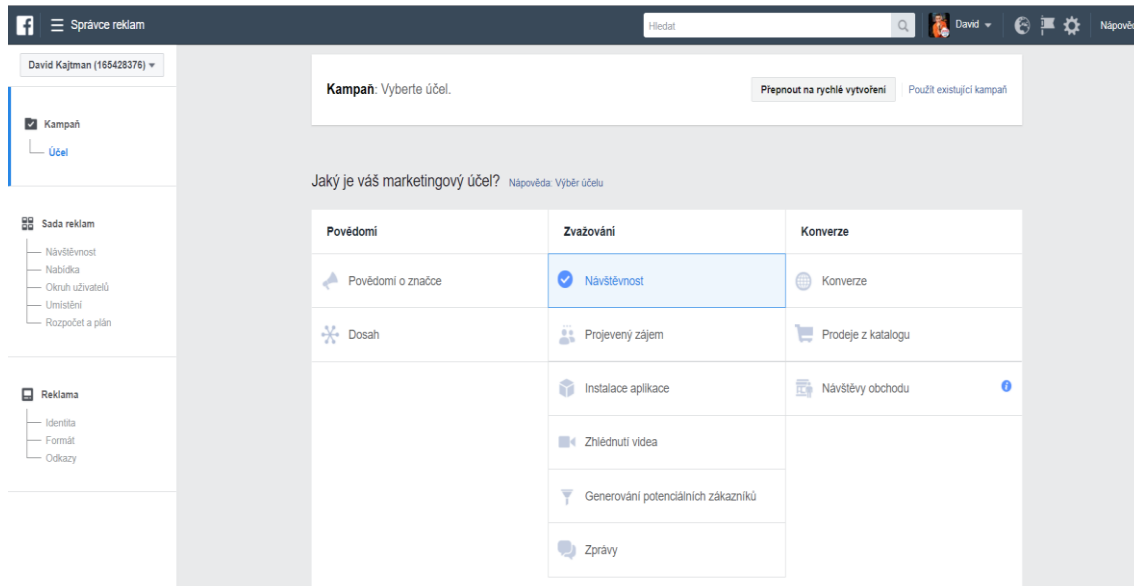 Správce reklam
Hledat
David
Nápověd
David Kajtman (165428376)
Kampaň
Účel
Sada reklam
Návštěvnost
Nabídka
Okruh uživatelů
Umístění
Rozpočet a plán
Reklama
Identita
Formát
Odkazy
Kampaň: Vyberte účel.
Přepnout na rychlé vytvoření
Použít existující kampaň
Jaký je váš marketingový účel? Nápověda: Výběr účelu
Povědomí
Zvažování
Konverze
Povědomí o značce
Návštěvnost
Konverze
Dosah
Projevený zájem
Prodeje z katalogu
Instalace aplikace
Návštěvy obchodu
Zhlédnutí videa
Generování potenciálních zákazníků
Zprávy